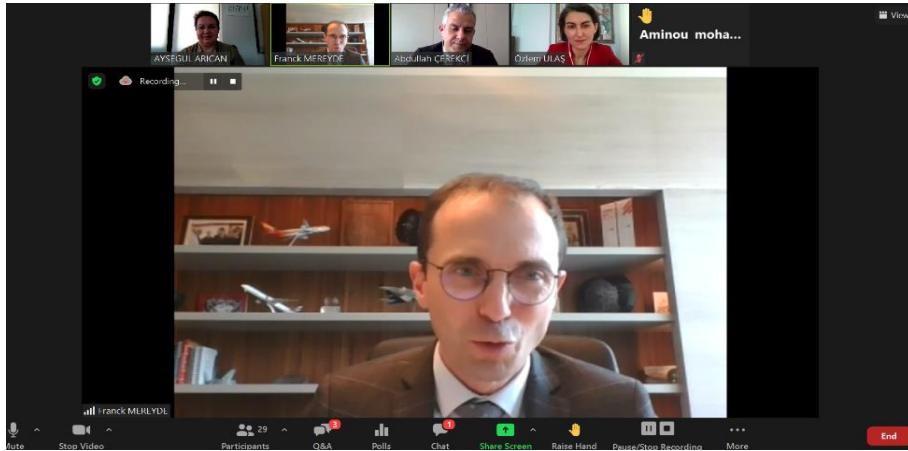 View
Aminou moha...
AYSEGUL ARICAN
Franck MEREYDE
Abdullah ÇEREKÇİ
Özlem ULAŞ
Recording...
Franck MEREYDE
Mute
Stop Video
29
Participants
3
Q&A
Polls
1
Chat
Share Screen
Raise Hand
Pause/Stop Recording
More
End